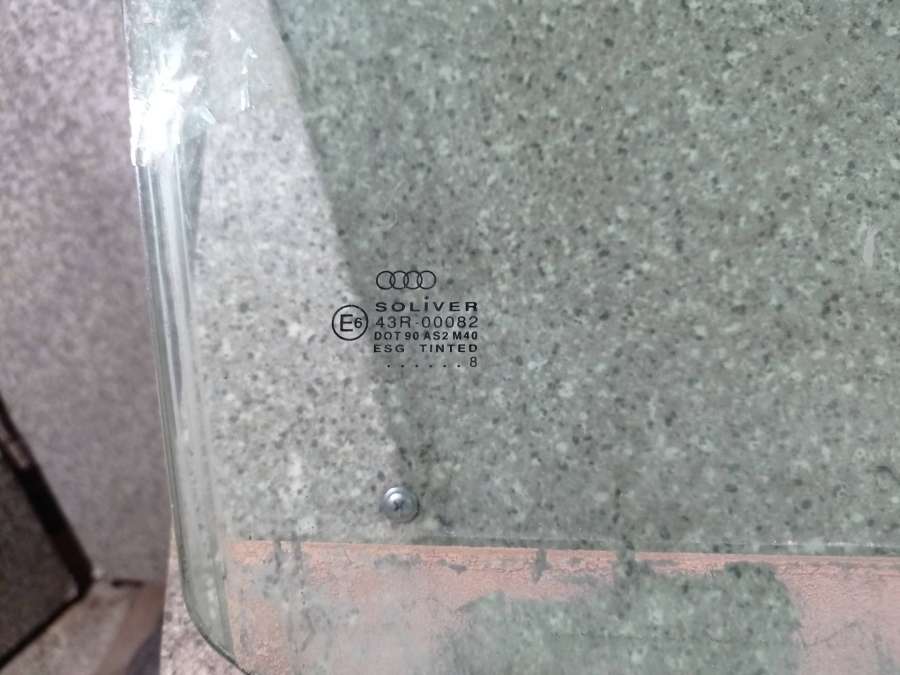 SOLiVER
E6
43R-00082
DOT 90 AS2 M40
ESG TINTED
. . . . . . 8